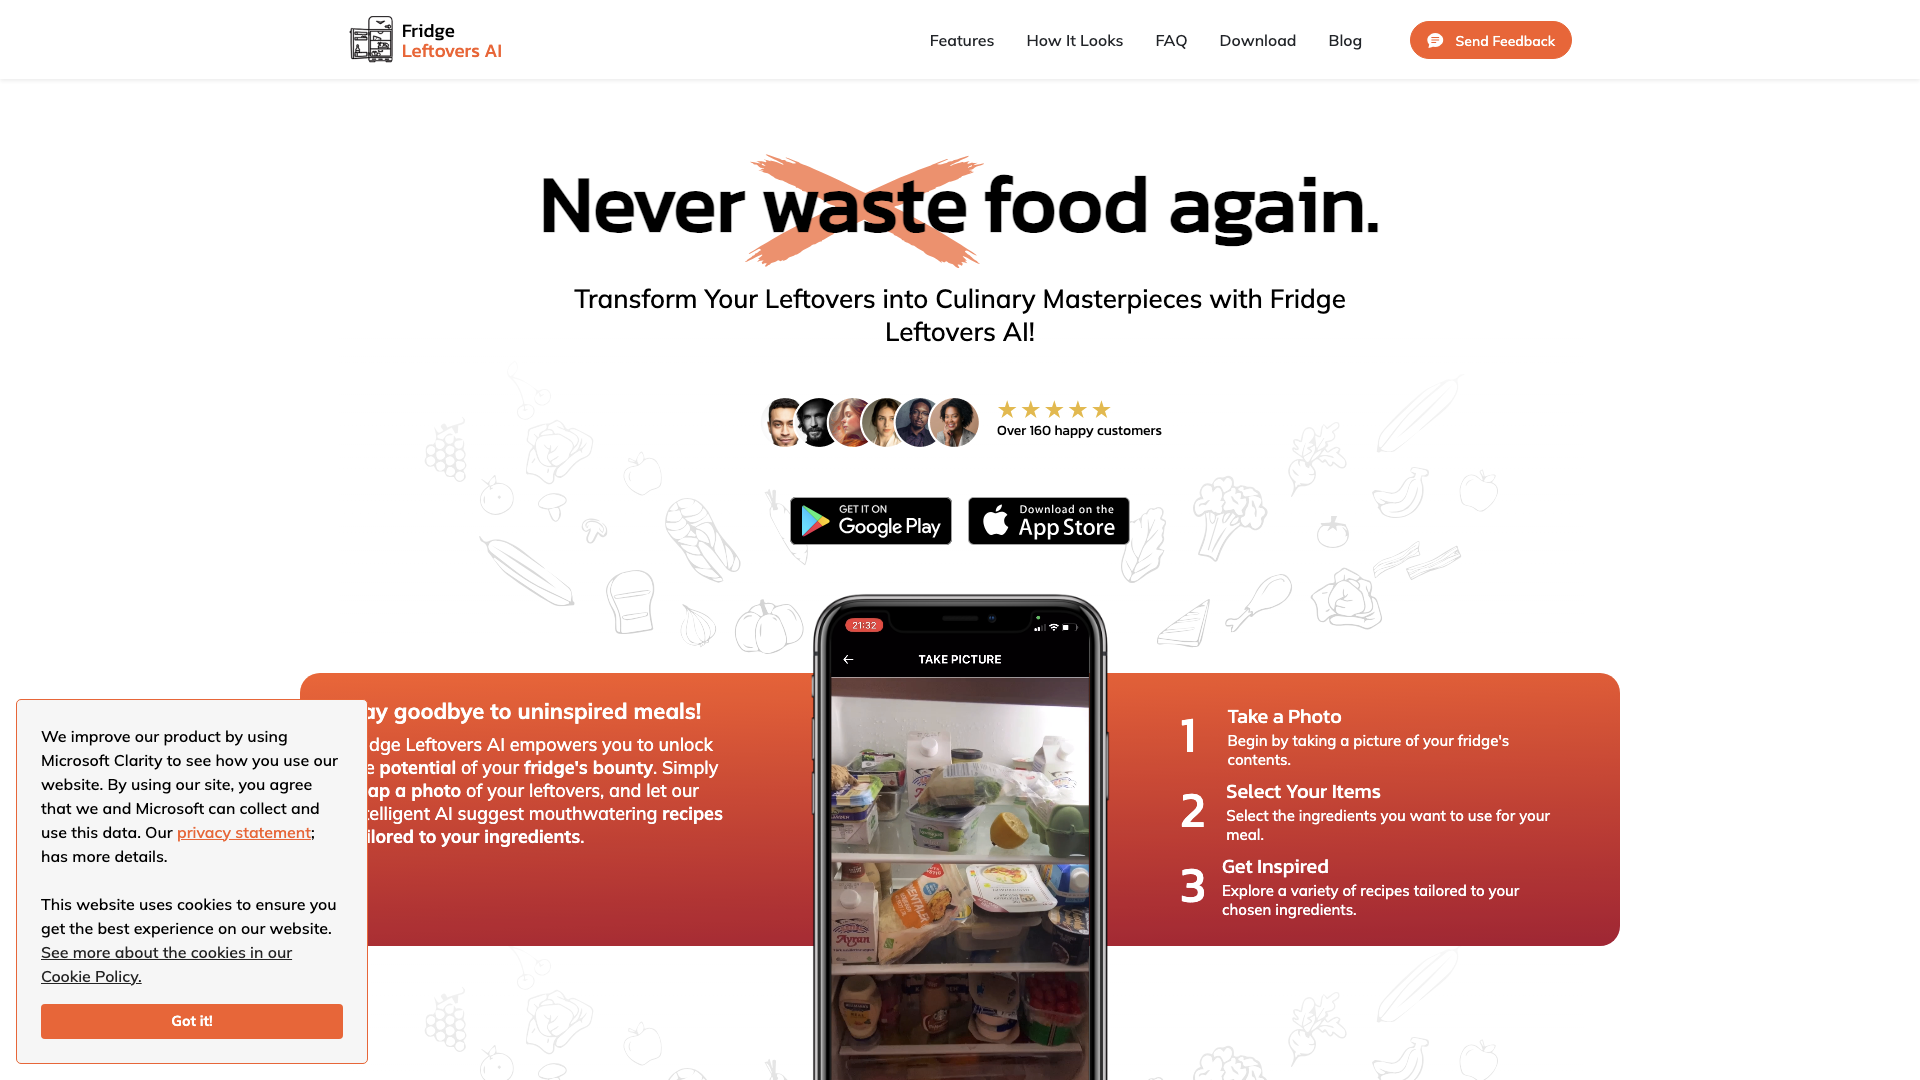 Fridge
Leftovers AI
Features
How It Looks
FAQ
Download
Blog
Send Feedback
Never waste food again.
Transform Your Leftovers into Culinary Masterpieces with Fridge
Leftovers AI!
Over 160 happy customers
GET IT ON
Google Play
Download on the
App Store
21:32
TAKE PICTURE
ay goodbye to uninspired meals!
dge Leftovers AI empowers you to unlock
e potential of your fridge's bounty. Simply
ap a photo of your leftovers, and let our
telligent AI suggest mouthwatering recipes
ilored to your ingredients.
1
Take a Photo
Begin by taking a picture of your fridge's
contents.
2
Select Your Items
Select the ingredients you want to use for your
meal.
3
Get Inspired
Explore a variety of recipes tailored to your
chosen ingredients.
Ayran
We improve our product by using
Microsoft Clarity to see how you use our
website. By using our site, you agree
that we and Microsoft can collect and
use this data. Our privacy statement;
has more details.
This website uses cookies to ensure you
get the best experience on our website.
See more about the cookies in our
Cookie Policy.
Got it!